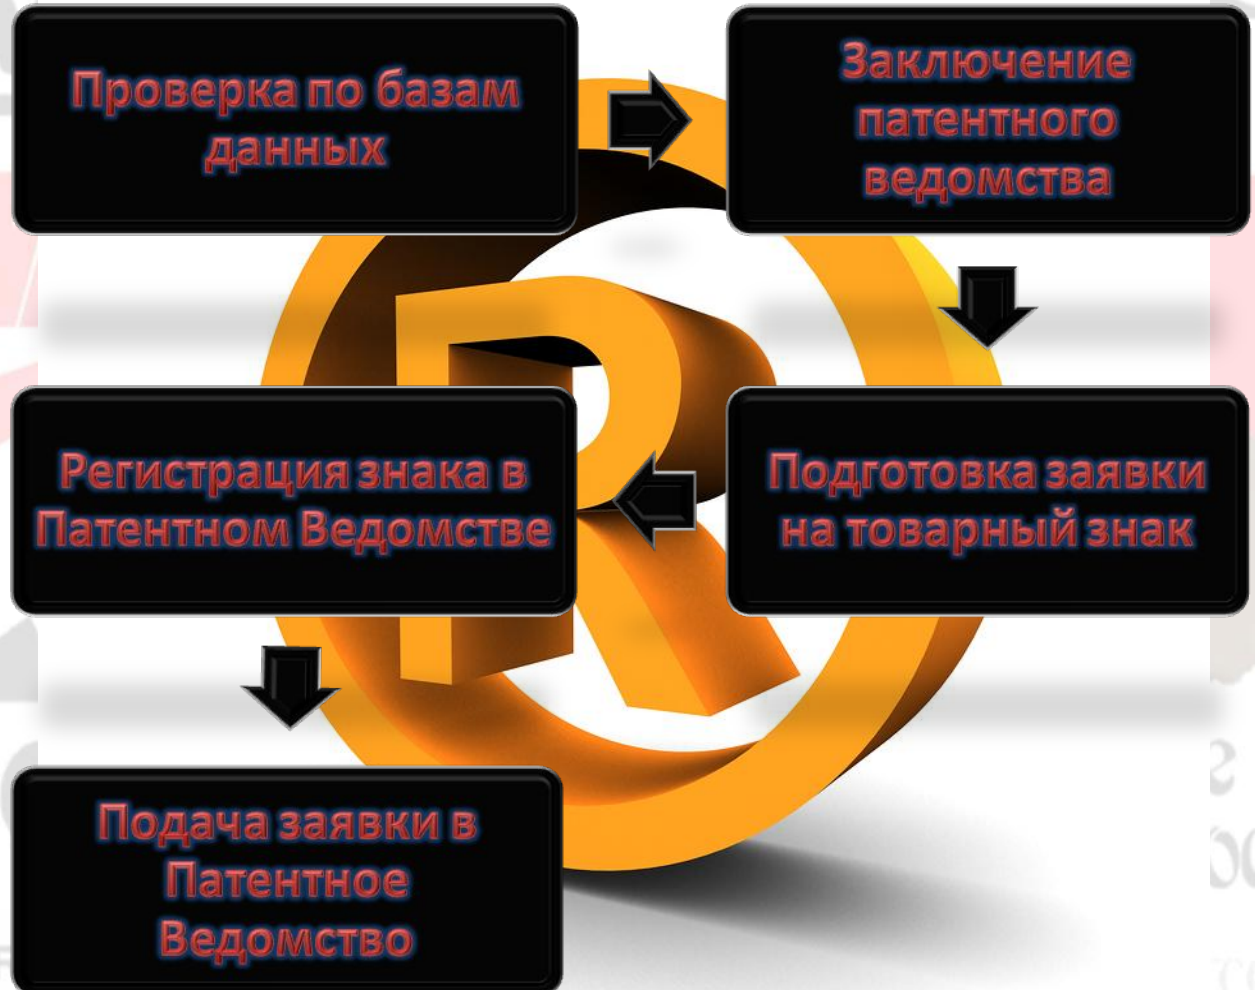 Проверка по базам
данных
Заключение
патентного
ведомства
Подготовка заявки
на товарный знак
Регистрация знака в
Патентном Ведомстве
Подача заявки в
Патентное
Ведомство
R